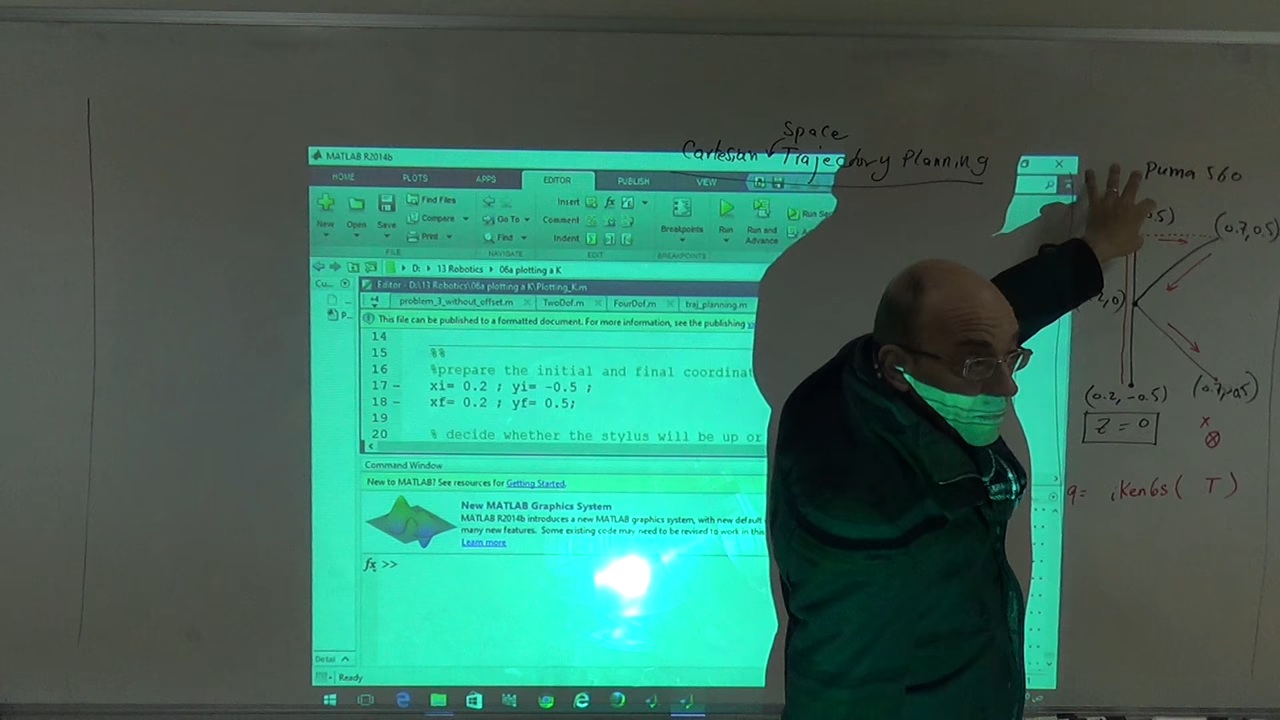 Space
Cartesian Trajectory Planning
Puma 560
MATLAB R2014b
HOME PLOTS APPS EDITOR PUBLISH VIEW
New Open Save
Find Files
Compare
Print
Go To
Find
Insert fx
Comment
Indent
Breakpoints
Run
Run and Advance
FILE NAVIGATE EDIT BREAKPOINTS
D: 13 Robotics 06a plotting a K
Editor - D:\13 Robotics\06a plotting a K\Plotting_K.m
problem_3_without_offset.m TwoDof.m FourDof.m traj_planning.m
This file can be published to a formatted document. For more information, see the publishing
14
15 %%
16 %prepare the initial and final coordinat
17 - xi= 0.2 ; yi= -0.5 ;
18 - xf= 0.2 ; yf= 0.5;
19
20 % decide whether the stylus will be up or
Command Window
New to MATLAB? See resources for Getting Started.
New MATLAB Graphics System
MATLAB R2014b introduces a new MATLAB graphics system, with new default
many new features. Some existing code may need to be revised to work in this
Learn more
fx >>
Ready
.5)
(0.7, 0.5)
,0)
(0.2, -0.5)
Z = 0
x
q = iken6s( T )